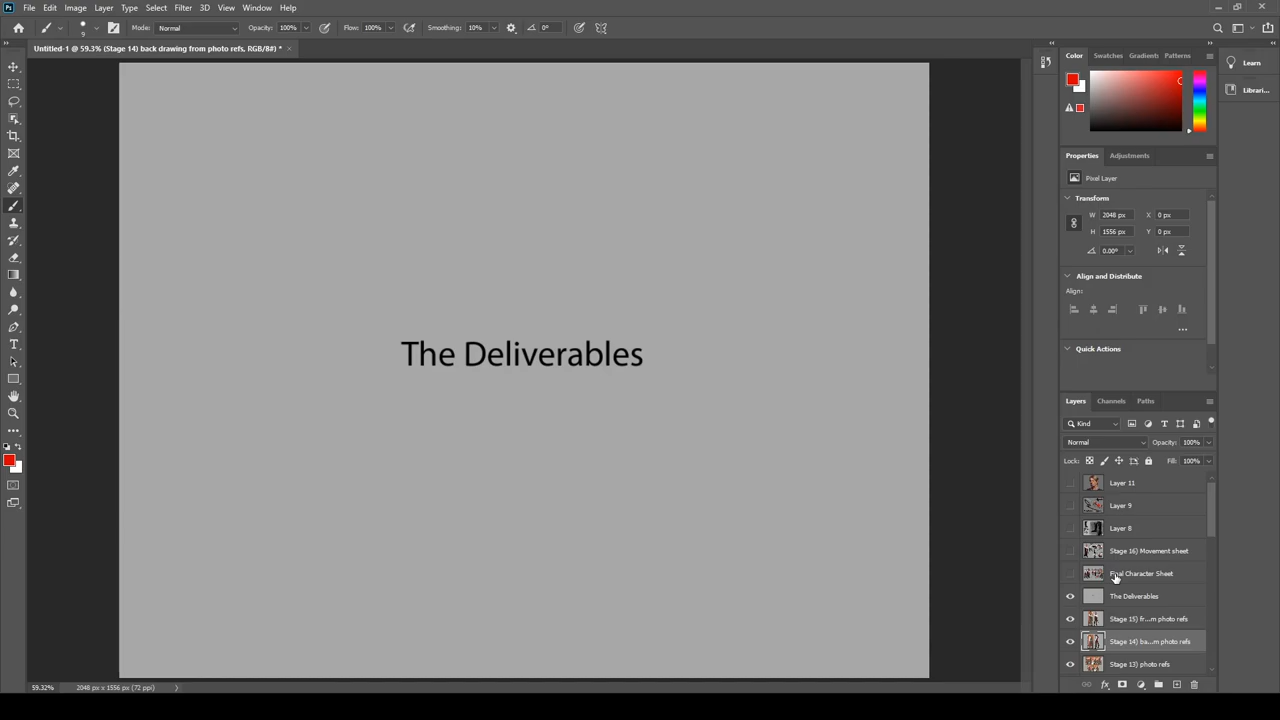 File Edit Image Layer Type Select Filter 3D View Window Help
Mode: Normal Opacity: 100% Flow: 100% Smoothing: 10% 0°
Untitled-1 @ 59.3% (Stage 14) back drawing from photo refs, RGB/8#) *
Color Swatches Gradients Patterns
Learn
Librari...
Properties Adjustments
Pixel Layer
Transform
W 2048 px X 0 px
H 1556 px Y 0 px
0.00°
Align and Distribute
Align:
Quick Actions
The Deliverables
Layers Channels Paths
Kind
Normal Opacity: 100%
Lock: Fill: 100%
Layer 11
Layer 9
Layer 8
Stage 16) Movement sheet
Final Character Sheet
The Deliverables
Stage 15) fr...m photo refs
Stage 14) ba...m photo refs
Stage 13) photo refs
59.32% 2048 px x 1556 px (72 ppi)